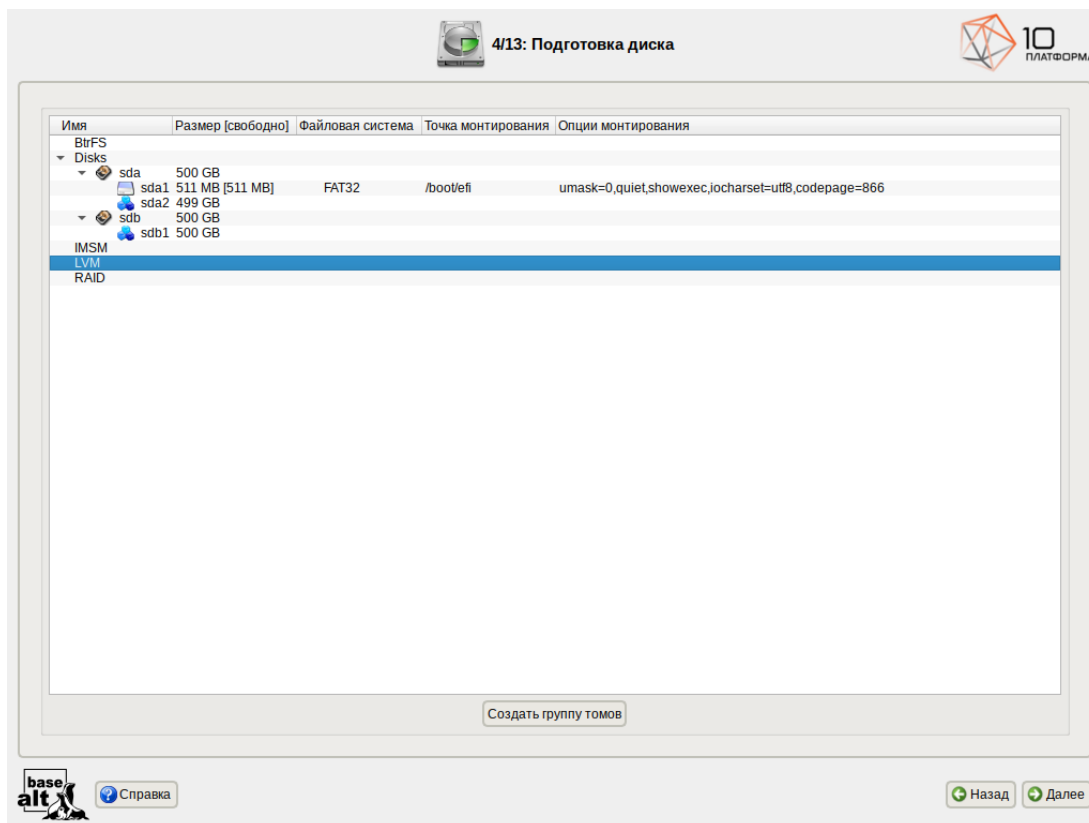 4/13: Подготовка диска
10
ПЛАТФОРМА
Имя Размер [свободно] Файловая система Точка монтирования Опции монтирования
BtrFS
Disks
sda 500 GB
sda1 511 MB [511 MB] FAT32 /boot/efi umask=0,quiet,showexec,iocharset=utf8,codepage=866
sda2 499 GB
sdb 500 GB
sdb1 500 GB
IMSM
LVM
RAID
Создать группу томов
base
alt
Справка
Назад
Далее